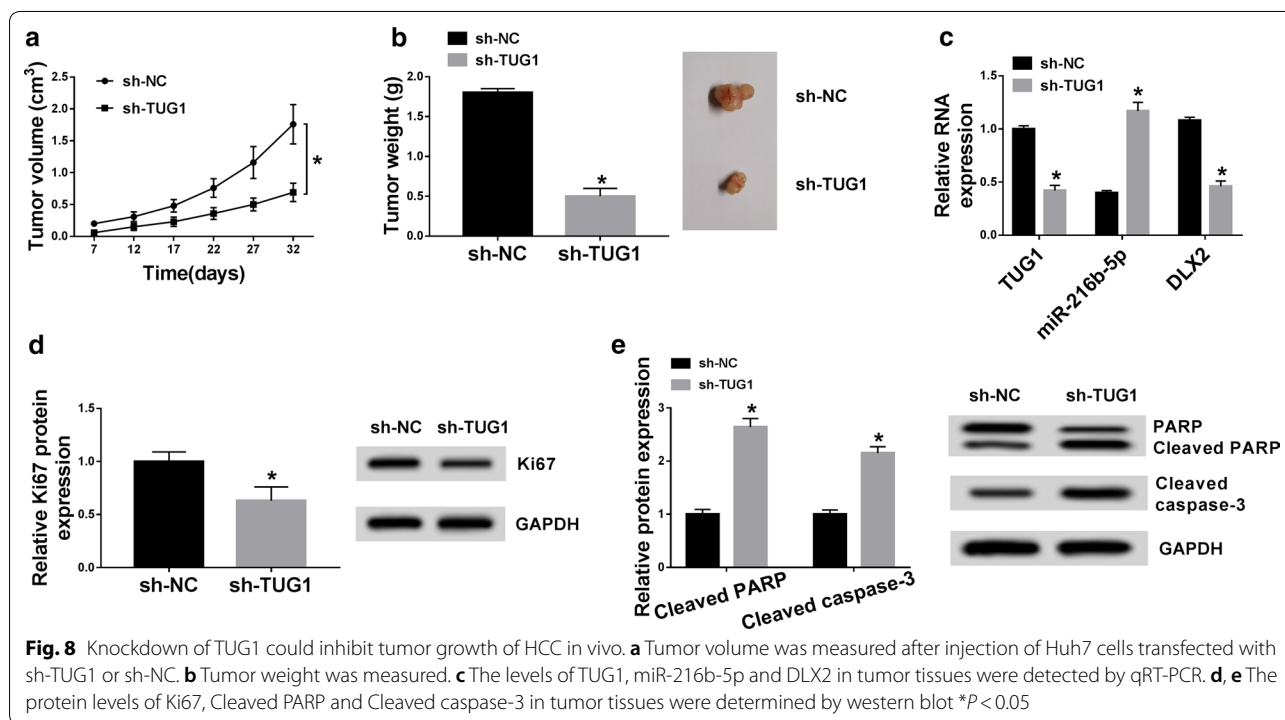 a
sh-NC
sh-TUG1
Tumor volume (cm3)
2.5
2.0
1.5
1.0
0.5
0.0
7 12 17 22 27 32
Time(days)
*
b
sh-NC
sh-TUG1
Tumor weight (g)
2.0
1.5
1.0
0.5
0.0
*
sh-NC sh-TUG1
sh-NC
sh-TUG1
c
sh-NC
sh-TUG1
Relative RNA
expression
1.5
1.0
0.5
0.0
* * *
TUG1 miR-216b-5p DLX2
d
Relative Ki67 protein
expression
1.5
1.0
0.5
0.0
*
sh-NC sh-TUG1
sh-NC sh-TUG1
Ki67
GAPDH
e
sh-NC
sh-TUG1
Relative protein expression
3
2
1
0
* *
Cleaved PARP Cleaved caspase-3
sh-NC sh-TUG1
PARP
Cleaved PARP
Cleaved
caspase-3
GAPDH
Fig. 8 Knockdown of TUG1 could inhibit tumor growth of HCC in vivo. a Tumor volume was measured after injection of Huh7 cells transfected with
sh-TUG1 or sh-NC. b Tumor weight was measured. c The levels of TUG1, miR-216b-5p and DLX2 in tumor tissues were detected by qRT-PCR. d, e The
protein levels of Ki67, Cleaved PARP and Cleaved caspase-3 in tumor tissues were determined by western blot *P < 0.05